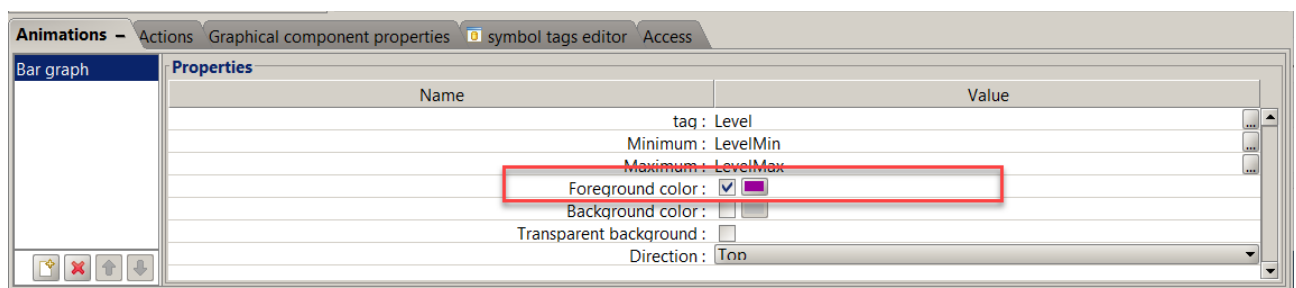 Animations – Actions Graphical component properties symbol tags editor Access
Bar graph Properties
Name Value
tag : Level ...
Minimum : LevelMin ...
Maximum : LevelMax ...
Foreground color :
Background color :
Transparent background :
Direction : Top